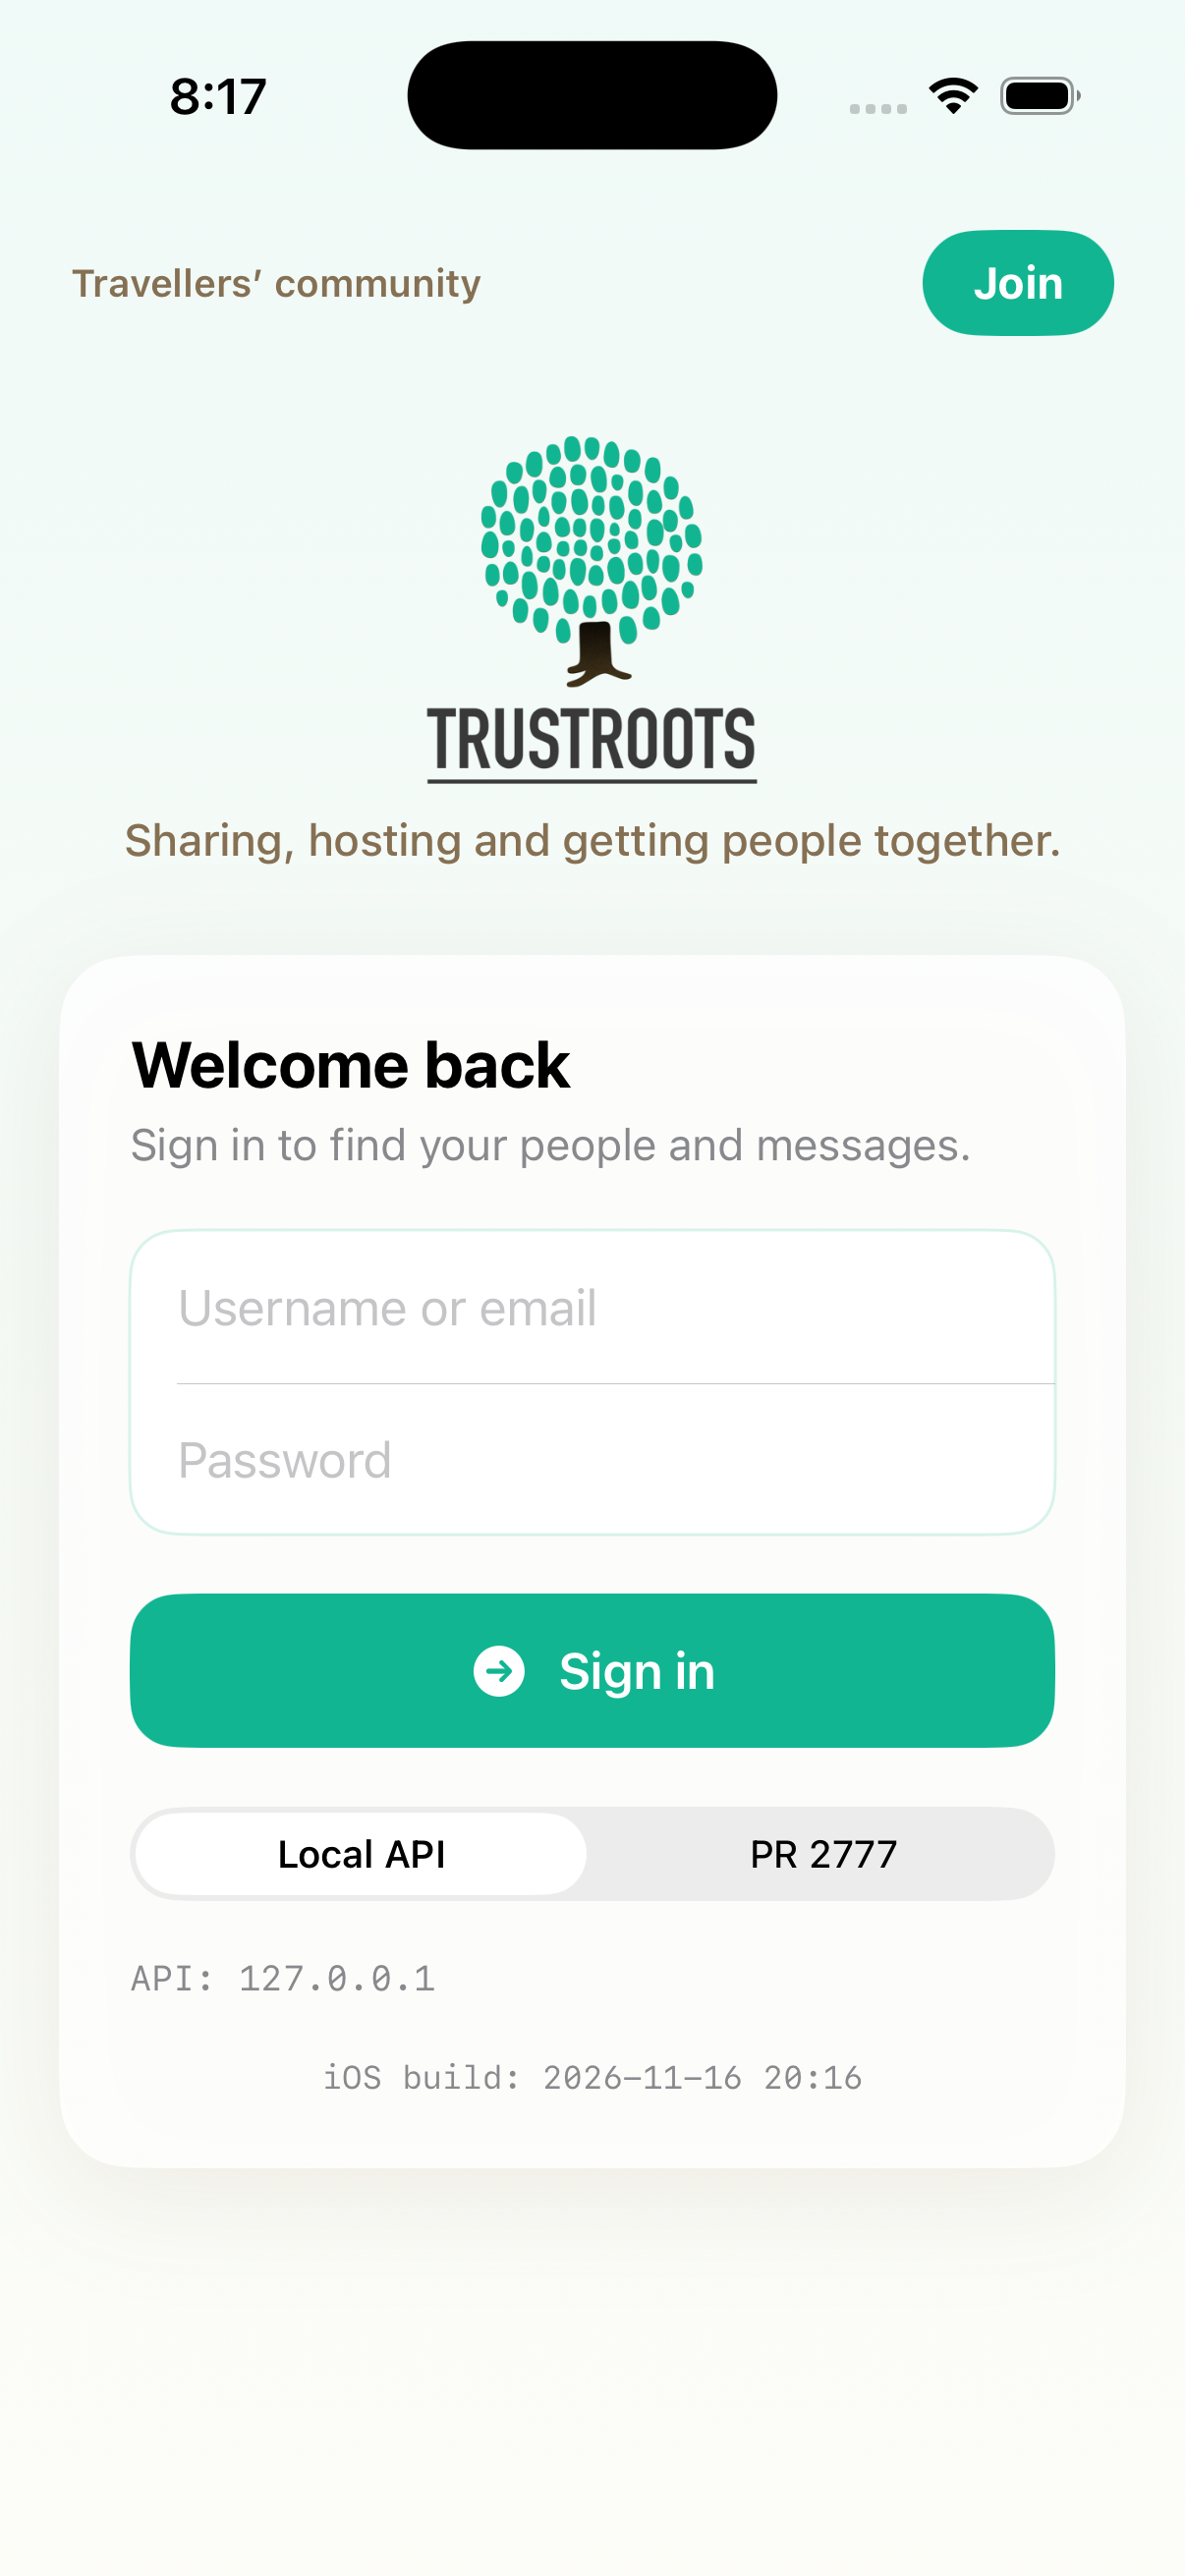 8:17
Travellers’ community
Join
TRUSTROOTS
Sharing, hosting and getting people together.
Welcome back
Sign in to find your people and messages.
Username or email
Password
Sign in
Local API
PR 2777
API: 127.0.0.1
iOS build: 2026-11-16 20:16